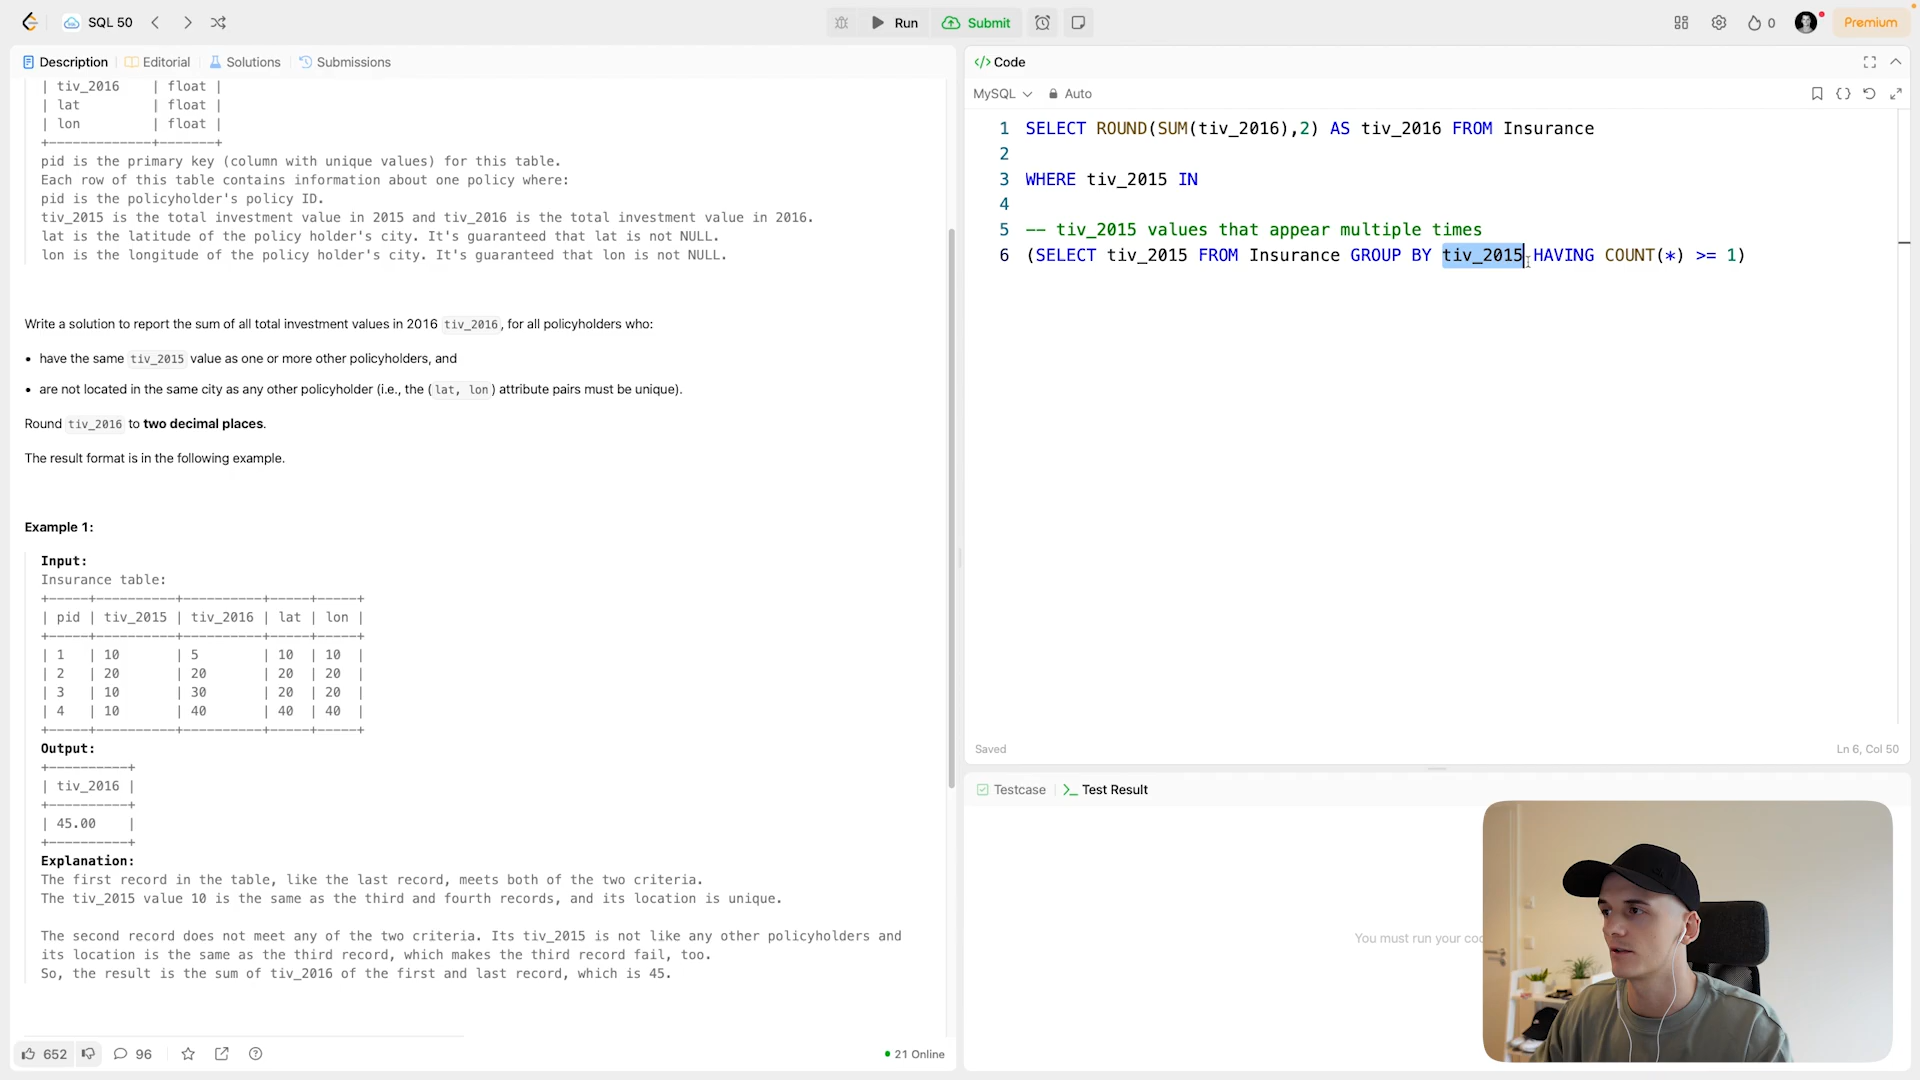 SQL 50
Run
Submit
0
Premium
Description
Editorial
Solutions
Submissions
| tiv_2016    | float |
| lat         | float |
| lon         | float |
+-------------+-------+
pid is the primary key (column with unique values) for this table.
Each row of this table contains information about one policy where:
pid is the policyholder's policy ID.
tiv_2015 is the total investment value in 2015 and tiv_2016 is the total investment value in 2016.
lat is the latitude of the policy holder's city. It's guaranteed that lat is not NULL.
lon is the longitude of the policy holder's city. It's guaranteed that lon is not NULL.
Write a solution to report the sum of all total investment values in 2016 tiv_2016, for all policyholders who:
• have the same tiv_2015 value as one or more other policyholders, and
• are not located in the same city as any other policyholder (i.e., the (lat, lon) attribute pairs must be unique).
Round tiv_2016 to two decimal places.
The result format is in the following example.
Example 1:
Input:
Insurance table:
+-----+----------+----------+-----+-----+
| pid | tiv_2015 | tiv_2016 | lat | lon |
+-----+----------+----------+-----+-----+
| 1   | 10       | 5        | 10  | 10  |
| 2   | 20       | 20       | 20  | 20  |
| 3   | 10       | 30       | 20  | 20  |
| 4   | 10       | 40       | 40  | 40  |
+-----+----------+----------+-----+-----+
Output:
+----------+
| tiv_2016 |
+----------+
| 45.00    |
+----------+
Explanation:
The first record in the table, like the last record, meets both of the two criteria.
The tiv_2015 value 10 is the same as the third and fourth records, and its location is unique.
The second record does not meet any of the two criteria. Its tiv_2015 is not like any other policyholders and
its location is the same as the third record, which makes the third record fail, too.
So, the result is the sum of tiv_2016 of the first and last record, which is 45.
652
96
21 Online
</> Code
MySQL
Auto
1 SELECT ROUND(SUM(tiv_2016),2) AS tiv_2016 FROM Insurance
2
3 WHERE tiv_2015 IN
4
5 -- tiv_2015 values that appear multiple times
6 (SELECT tiv_2015 FROM Insurance GROUP BY tiv_2015 HAVING COUNT(*) >= 1)
Saved
Ln 6, Col 50
Testcase
Test Result
You must run your